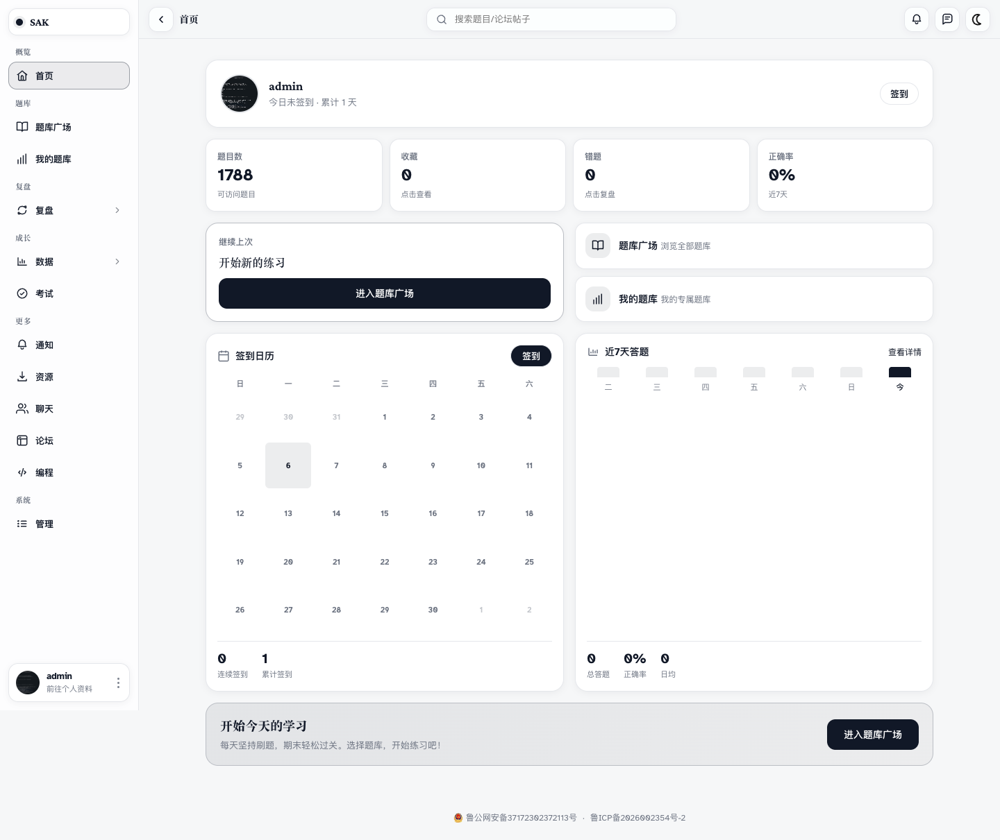 SAK
概览
首页
题库
题库广场
我的题库
复盘
复盘
成长
数据
考试
更多
通知
资源
聊天
论坛
编程
系统
管理
admin
前往个人资料
首页
搜索题目/论坛帖子
admin
今日未签到 · 累计 1 天
签到
题目数
1788
可访问题目
收藏
0
点击查看
错题
0
点击复盘
正确率
0%
近7天
继续上次
开始新的练习
进入题库广场
题库广场 浏览全部题库
我的题库 我的专属题库
签到日历
签到
日 一 二 三 四 五 六
29 30 31 1 2 3 4
5 6 7 8 9 10 11
12 13 14 15 16 17 18
19 20 21 22 23 24 25
26 27 28 29 30 1 2
0 1
连续签到 累计签到
近7天答题
查看详情
二 三 四 五 六 日 今
0 0% 0
总答题 正确率 日均
开始今天的学习
每天坚持刷题，期末轻松过关。选择题库，开始练习吧！
进入题库广场
鲁公网安备37172302372113号 · 鲁ICP备2026002354号-2